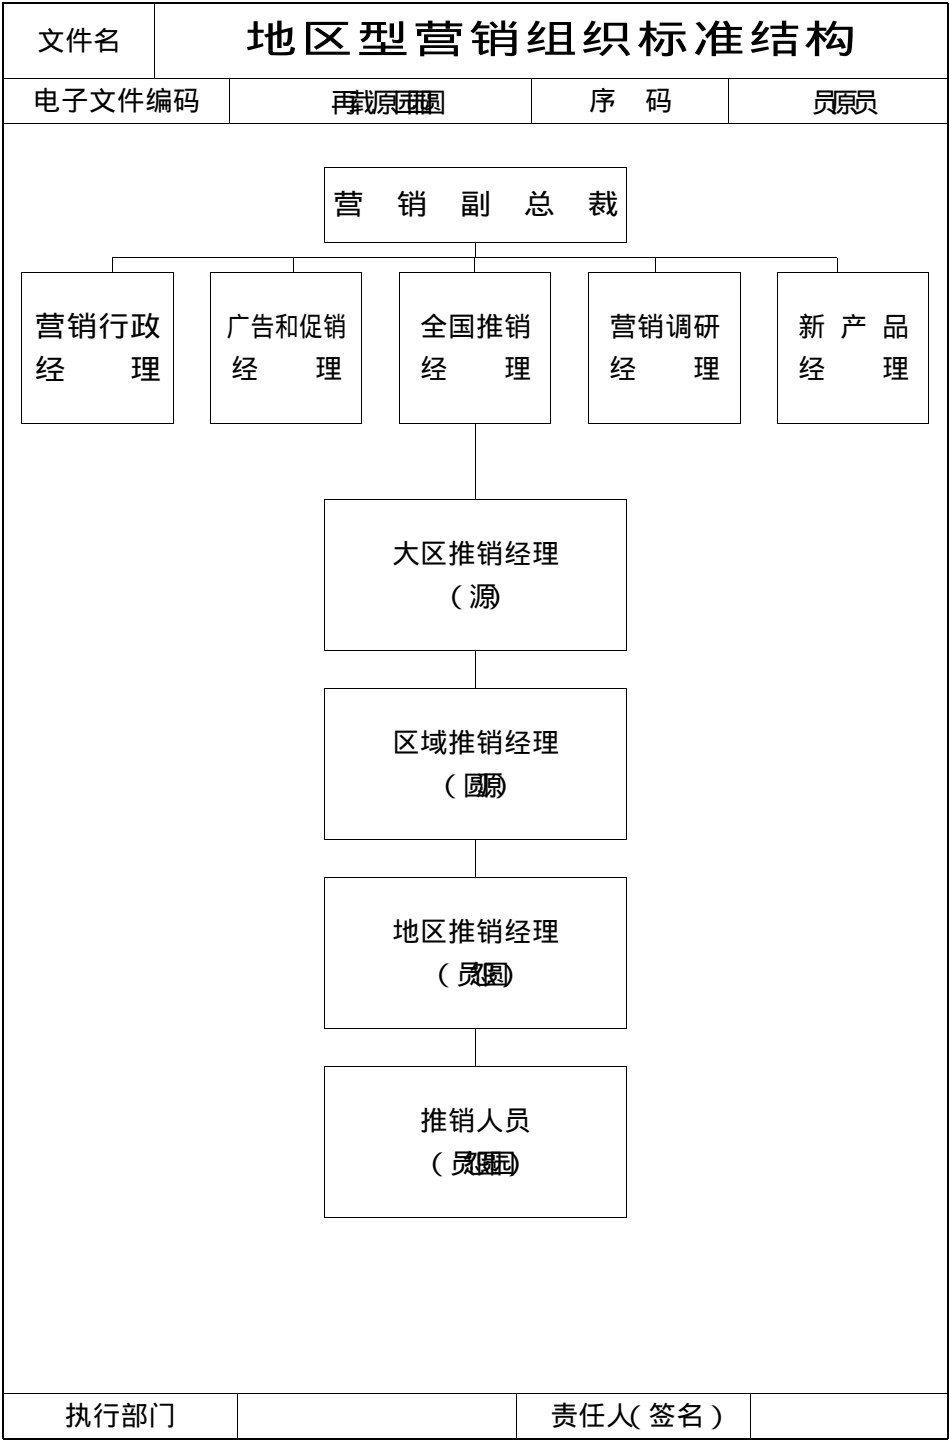 文件名 地区型营销组织标准结构
电子文件编码 序 码
营 销 副 总 裁
营销行政
经 理
广告和促销
经 理
全国推销
经 理
营销调研
经 理
新 产 品
经 理
大区推销经理
(源)
区域推销经理
(圆源)
地区推销经理
推销人员
执行部门 责任人(签名)